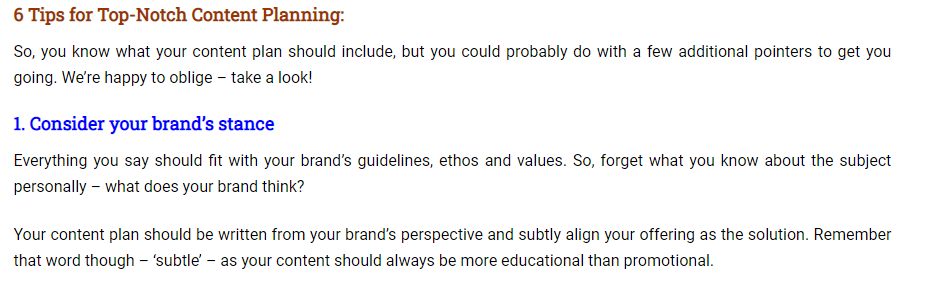 6 Tips for Top-Notch Content Planning:
So, you know what your content plan should include, but you could probably do with a few additional pointers to get you
going. We’re happy to oblige – take a look!
1. Consider your brand’s stance
Everything you say should fit with your brand’s guidelines, ethos and values. So, forget what you know about the subject
personally – what does your brand think?
Your content plan should be written from your brand’s perspective and subtly align your offering as the solution. Remember
that word though – ‘subtle’ – as your content should always be more educational than promotional.